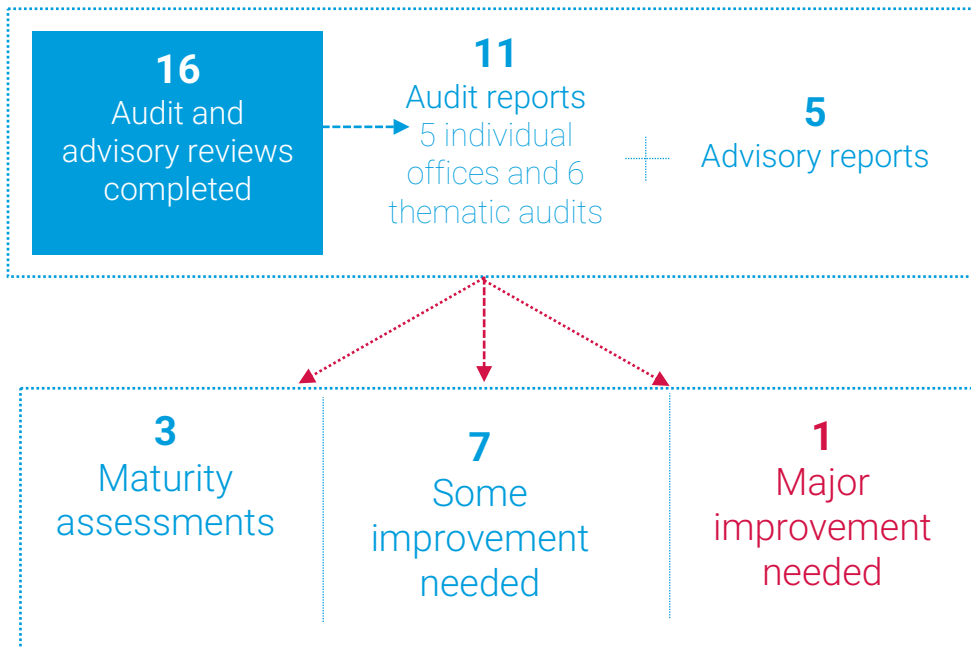 16
Audit and
advisory reviews
completed
11
Audit reports
5 individual
offices and 6
thematic audits
5
Advisory reports
3
Maturity
assessments
7
Some
improvement
needed
1
Major
improvement
needed